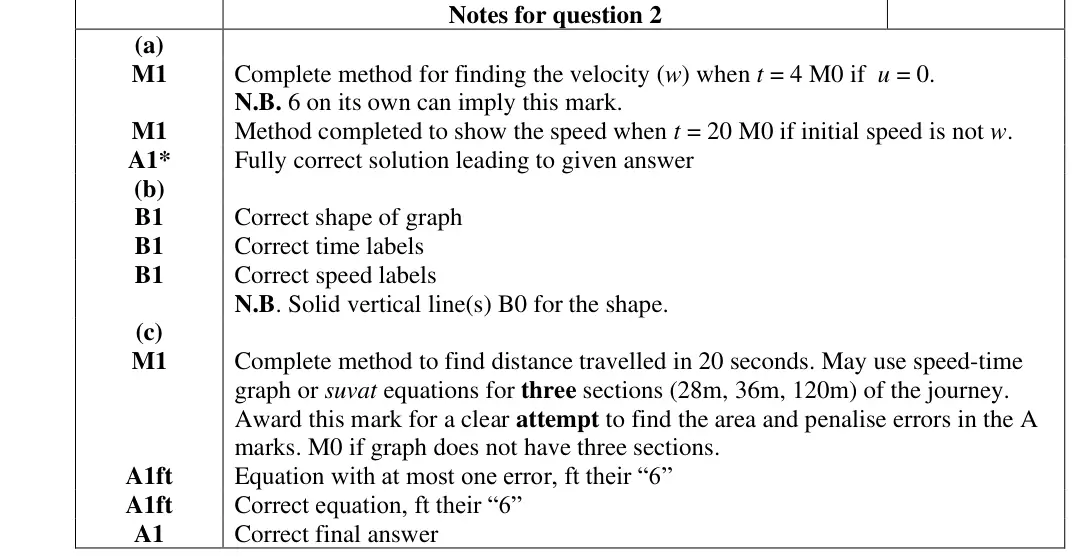 Notes for question 2
(a)
M1 Complete method for finding the velocity (w) when t = 4 M0 if u = 0.
N.B. 6 on its own can imply this mark.
M1 Method completed to show the speed when t = 20 M0 if initial speed is not w.
A1* Fully correct solution leading to given answer
(b)
B1 Correct shape of graph
B1 Correct time labels
B1 Correct speed labels
N.B. Solid vertical line(s) B0 for the shape.
(c)
M1 Complete method to find distance travelled in 20 seconds. May use speed-time
graph or suvat equations for three sections (28m, 36m, 120m) of the journey.
Award this mark for a clear attempt to find the area and penalise errors in the A
marks. M0 if graph does not have three sections.
A1ft Equation with at most one error, ft their “6”
A1ft Correct equation, ft their “6”
A1 Correct final answer